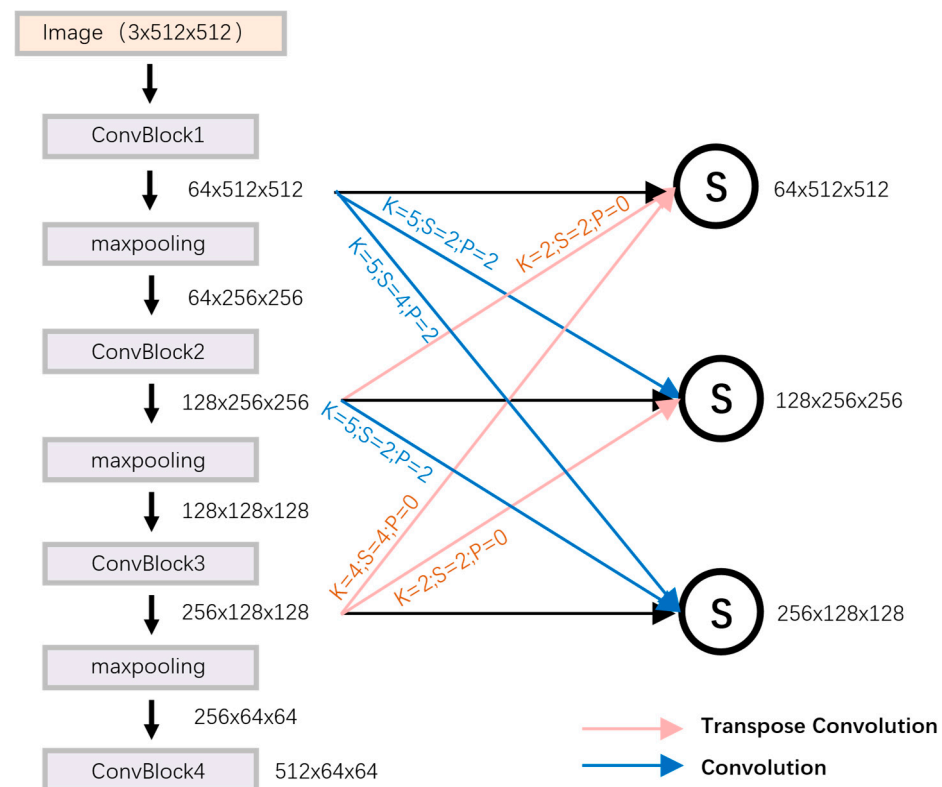 Image（3x512x512）
ConvBlock1
64x512x512
maxpooling
64x256x256
ConvBlock2
128x256x256
maxpooling
128x128x128
ConvBlock3
256x128x128
maxpooling
256x64x64
ConvBlock4
512x64x64
K=5;S=2;P=2
K=2;S=2;P=0
K=5;S=4;P=2
K=5;S=2;P=2
K=4;S=4;P=0
K=2;S=2;P=0
S
64x512x512
S
128x256x256
S
256x128x128
Transpose Convolution
Convolution